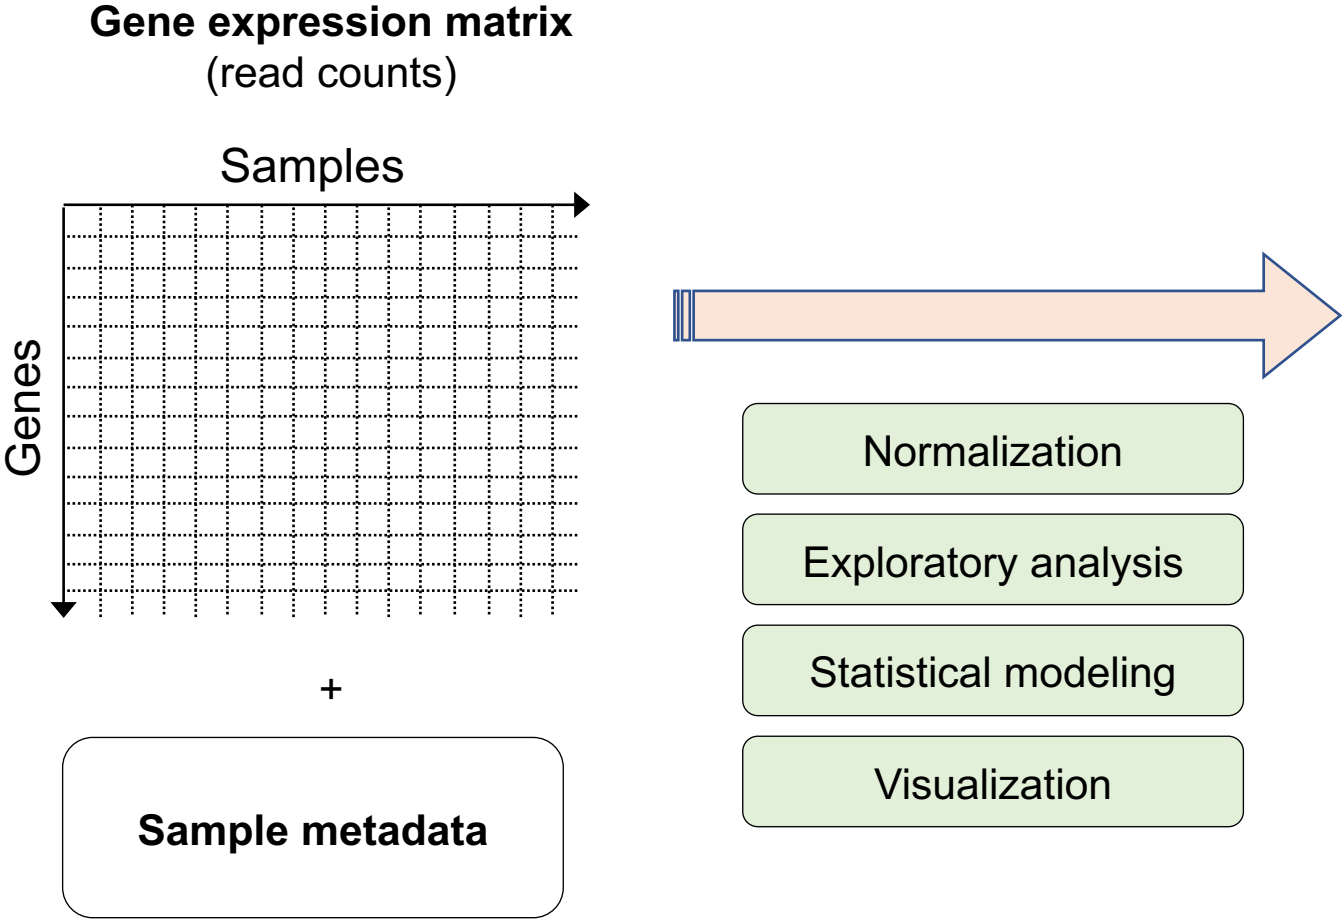 Gene expression matrix
(read counts)
Samples
Genes
+
Sample metadata
Normalization
Exploratory analysis
Statistical modeling
Visualization